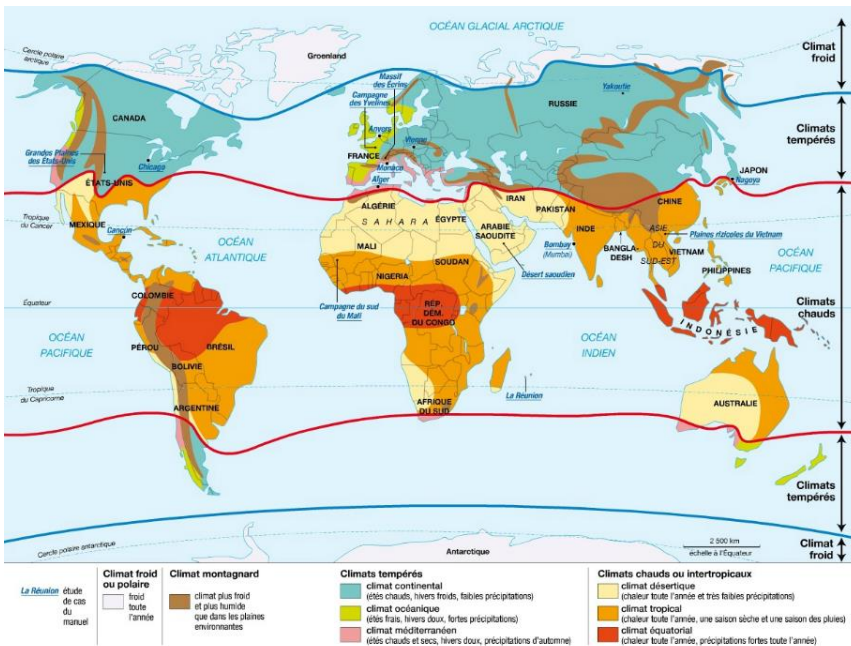 OCÉAN GLACIAL ARCTIQUE
Climat
froid
Cercle polaire
arctique
Groenland
Massif
des Écrins
Campagne
des Yvelines
RUSSIE
Yakoutie
CANADA
Anvers
Vienne
Climats
tempérés
Grandes Plaines
des États-Unis
Chicago
FRANCE
Monaco
JAPON
Nagoya
ÉTATS-UNIS
Alger
ALGÉRIE
IRAN
CHINE
Tropique
du Cancer
MEXIQUE
SAHARA
ÉGYPTE
PAKISTAN
ARABIE
SAOUDITE
INDE
ASIE
DU
SUD-EST
Plaines rizicoles du Vietnam
Cancún
OCÉAN
ATLANTIQUE
MALI
Bombay
(Mumbai)
BANGLA-
DESH
VIETNAM
OCÉAN
PACIFIQUE
SOUDAN
Désert saoudien
PHILIPPINES
NIGERIA
COLOMBIE
Campagne du sud
du Mali
RÉP.
DÉM.
DU CONGO
Équateur
Climats
chauds
INDONÉSIE
OCÉAN
PACIFIQUE
PÉROU
BRÉSIL
OCÉAN
INDIEN
BOLIVIE
Tropique
du Capricorne
ARGENTINE
AFRIQUE
DU SUD
La Réunion
AUSTRALIE
Climats
tempérés
Cercle polaire antarctique
Antarctique
2 500 km
échelle à l'Équateur
Climat
froid
La Réunion
étude
de cas
du
manuel
Climat froid
ou polaire
froid
toute
l'année
Climat montagnard
climat plus froid
et plus humide
que dans les plaines
environnantes
Climats tempérés
climat continental
(étés chauds, hivers froids, faibles précipitations)
climat océanique
(étés frais, hivers doux, fortes précipitations)
climat méditerranéen
(étés chauds et secs, hivers doux, précipitations d'automne)
Climats chauds ou intertropicaux
climat désertique
(chaleur toute l'année et très faibles précipitations)
climat tropical
(chaleur toute l'année, une saison sèche et une saison des pluies)
climat équatorial
(chaleur toute l'année, précipitations fortes toute l'année)